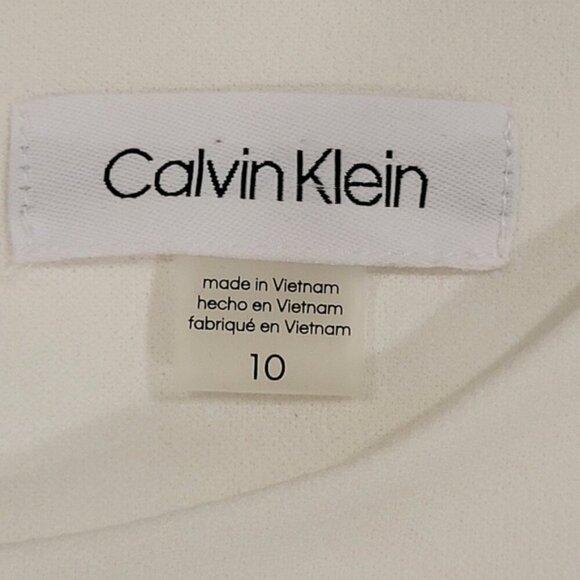 Calvin Klein
made in Vietnam
hecho en Vietnam
fabriqué en Vietnam
10